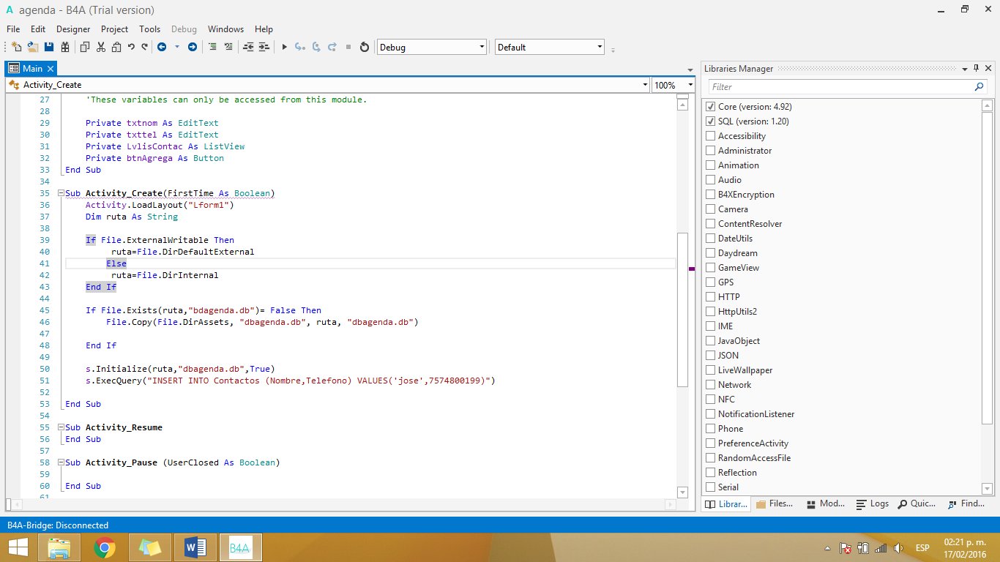 agenda - B4A (Trial version)
File Edit Designer Project Tools Debug Windows Help
Debug Default
Main
Activity_Create 100%
27 'These variables can only be accessed from this module.
28
29 Private txtnom As EditText
30 Private txttel As EditText
31 Private LvlisContac As ListView
32 Private btnAgrega As Button
33 End Sub
34
35 Sub Activity_Create(FirstTime As Boolean)
36 Activity.LoadLayout("Lform1")
37 Dim ruta As String
38
39 If File.ExternalWritable Then
40 ruta=File.DirDefaultExternal
41 Else
42 ruta=File.DirInternal
43 End If
44
45 If File.Exists(ruta,"bdagenda.db")= False Then
46 File.Copy(File.DirAssets, "dbagenda.db", ruta, "dbagenda.db")
47
48 End If
49
50 s.Initialize(ruta,"dbagenda.db",True)
51 s.ExecQuery("INSERT INTO Contactos (Nombre,Telefono) VALUES('jose',7574800199)")
52
53 End Sub
54
55 Sub Activity_Resume
56 End Sub
57
58 Sub Activity_Pause (UserClosed As Boolean)
59
60 End Sub
61
Libraries Manager
Filter
Core (version: 4.92)
SQL (version: 1.20)
Accessibility
Administrator
Animation
Audio
B4XEncryption
Camera
ContentResolver
DateUtils
Daydream
GameView
GPS
HTTP
HttpUtils2
IME
JavaObject
JSON
LiveWallpaper
Network
NFC
NotificationListener
Phone
PreferenceActivity
RandomAccessFile
Reflection
Serial
Librar... Files... Mod... Logs Quic... Find...
B4A-Bridge: Disconnected
B4A
ESP
02:21 p. m.
17/02/2016